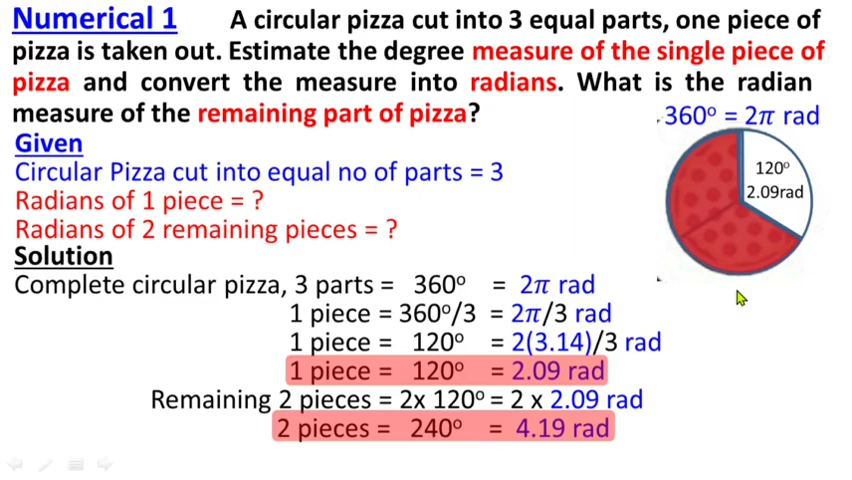 Numerical 1 A circular pizza cut into 3 equal parts, one piece of
pizza is taken out. Estimate the degree measure of the single piece of
pizza and convert the measure into radians. What is the radian
measure of the remaining part of pizza?
360° = 2π rad
Given
Circular Pizza cut into equal no of parts = 3
120°
2.09rad
Radians of 1 piece = ?
Radians of 2 remaining pieces = ?
Solution
Complete circular pizza, 3 parts = 360° = 2π rad
1 piece = 360°/3 = 2π/3 rad
1 piece = 120° = 2(3.14)/3 rad
1 piece = 120° = 2.09 rad
Remaining 2 pieces = 2x 120° = 2 x 2.09 rad
2 pieces = 240° = 4.19 rad